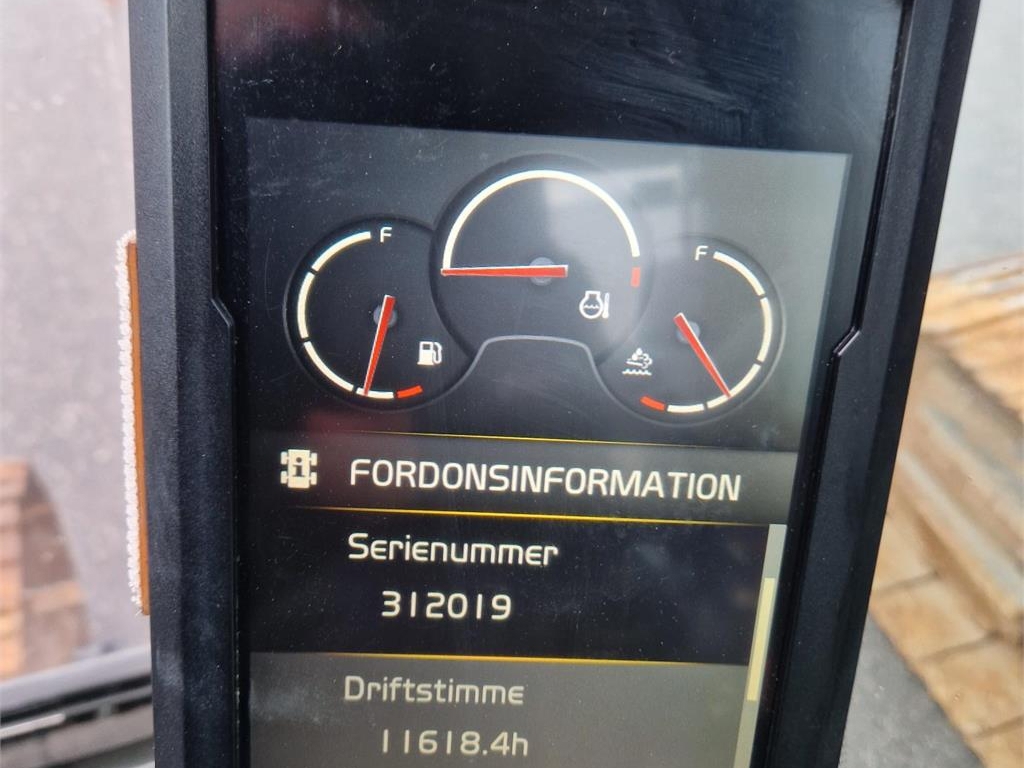 F
F
FORDONSINFORMATION
Serienummer
312019
Driftstimme
11618.4h